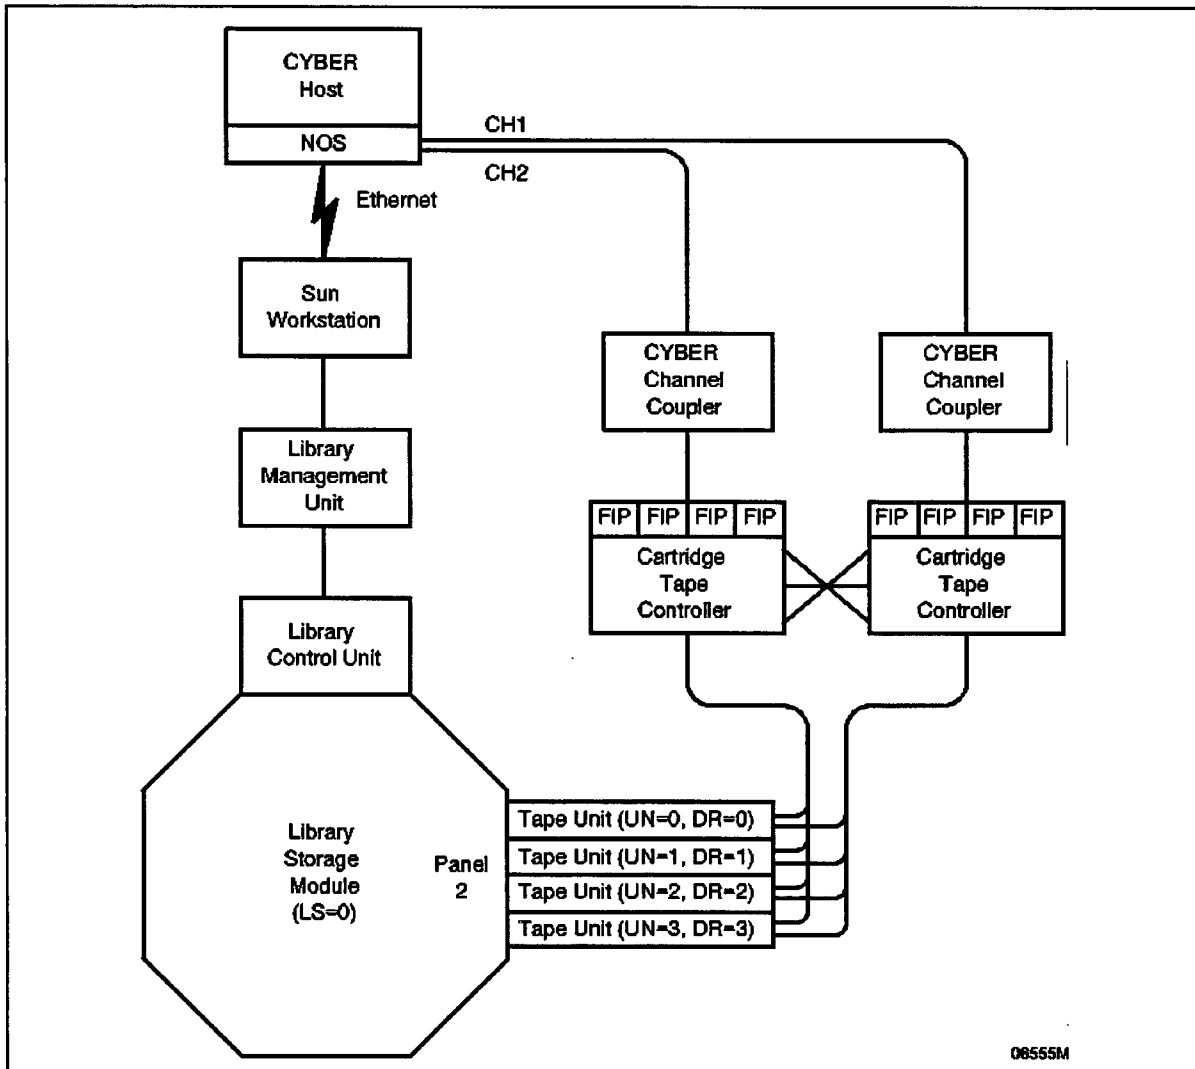 CYBER
Host
NOS
CH1
CH2
Ethernet
Sun
Workstation
CYBER
Channel
Coupler
CYBER
Channel
Coupler
Library
Management
Unit
FIP FIP FIP FIP
Cartridge
Tape
Controller
FIP FIP FIP FIP
Cartridge
Tape
Controller
Library
Control Unit
Library
Storage
Module
(LS=0)
Panel
2
Tape Unit (UN=0, DR=0)
Tape Unit (UN=1, DR=1)
Tape Unit (UN=2, DR=2)
Tape Unit (UN=3, DR=3)
08555M